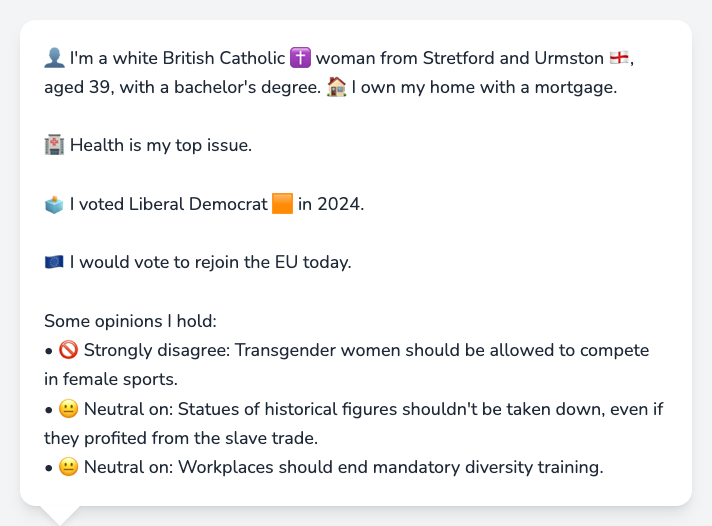 👤 I'm a white British Catholic ✝️ woman from Stretford and Urmston 🏴󠁧󠁢󠁥󠁮󠁧󠁿,
aged 39, with a bachelor's degree. 🏠 I own my home with a mortgage.
🏥 Health is my top issue.
🗳️ I voted Liberal Democrat 🟧 in 2024.
🇪🇺 I would vote to rejoin the EU today.
Some opinions I hold:
• 🚫 Strongly disagree: Transgender women should be allowed to compete
in female sports.
• 😐 Neutral on: Statues of historical figures shouldn't be taken down, even if
they profited from the slave trade.
• 😐 Neutral on: Workplaces should end mandatory diversity training.